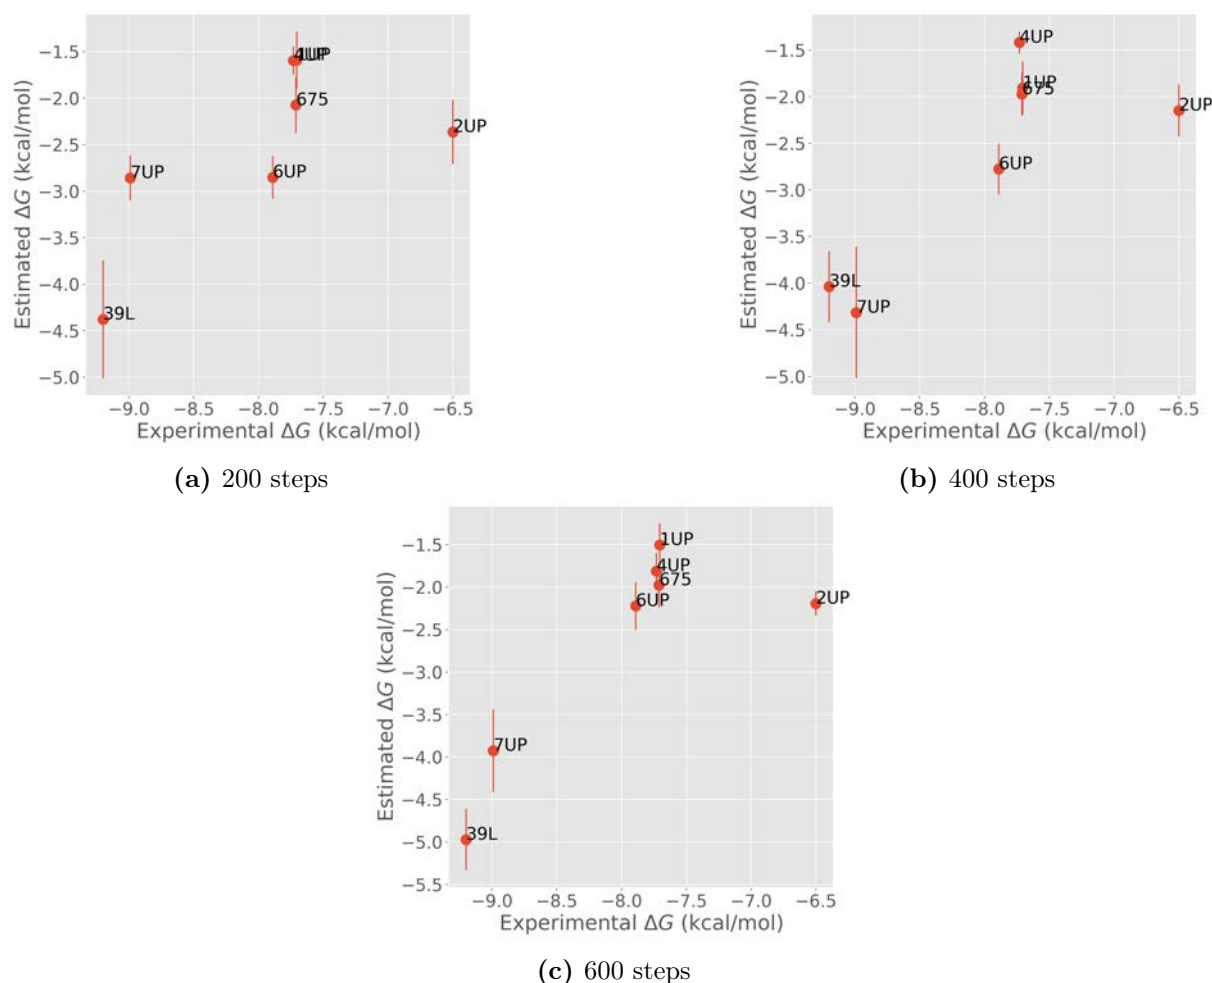 −1.5
−2.0
−2.5
−3.0
−3.5
−4.0
−4.5
−5.0
Estimated ΔG (kcal/mol)
4UP
1UP
675
2UP
7UP
6UP
39L
−9.0 −8.5 −8.0 −7.5 −7.0 −6.5
Experimental ΔG (kcal/mol)
(a) 200 steps
−1.5
−2.0
−2.5
−3.0
−3.5
−4.0
−4.5
−5.0
Estimated ΔG (kcal/mol)
4UP
1UP
675
2UP
6UP
39L
7UP
−9.0 −8.5 −8.0 −7.5 −7.0 −6.5
Experimental ΔG (kcal/mol)
(b) 400 steps
−1.5
−2.0
−2.5
−3.0
−3.5
−4.0
−4.5
−5.0
−5.5
Estimated ΔG (kcal/mol)
1UP
4UP
675
6UP
2UP
7UP
39L
−9.0 −8.5 −8.0 −7.5 −7.0 −6.5
Experimental ΔG (kcal/mol)
(c) 600 steps